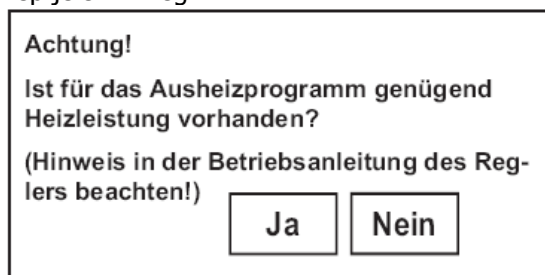 Achtung!
Ist für das Ausheizprogramm genügend
Heizleistung vorhanden?
(Hinweis in der Betriebsanleitung des Reg-
lers beachten!)
Ja Nein